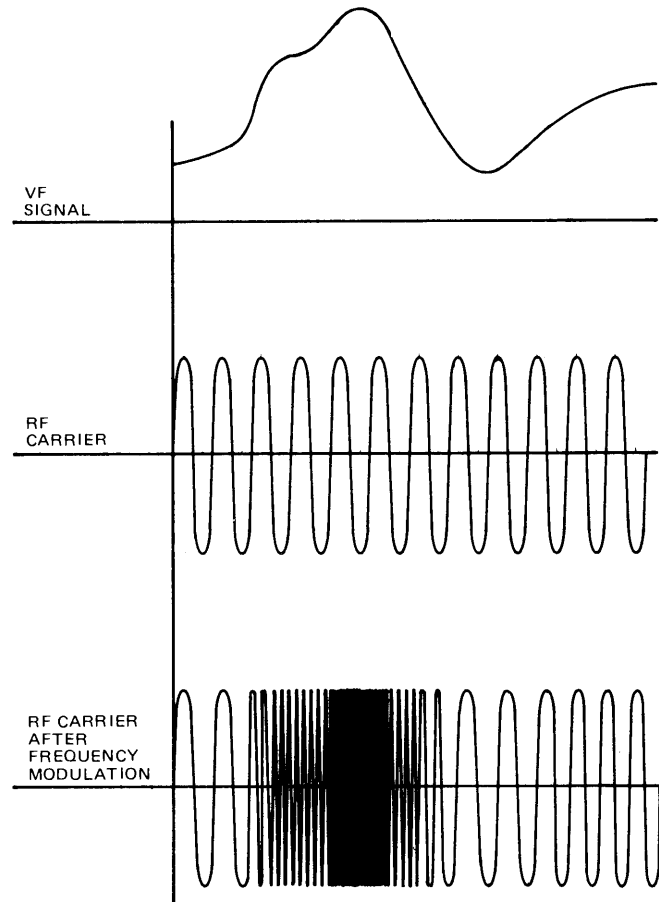 VF
SIGNAL
RF
CARRIER
RF CARRIER
AFTER
FREQUENCY
MODULATION